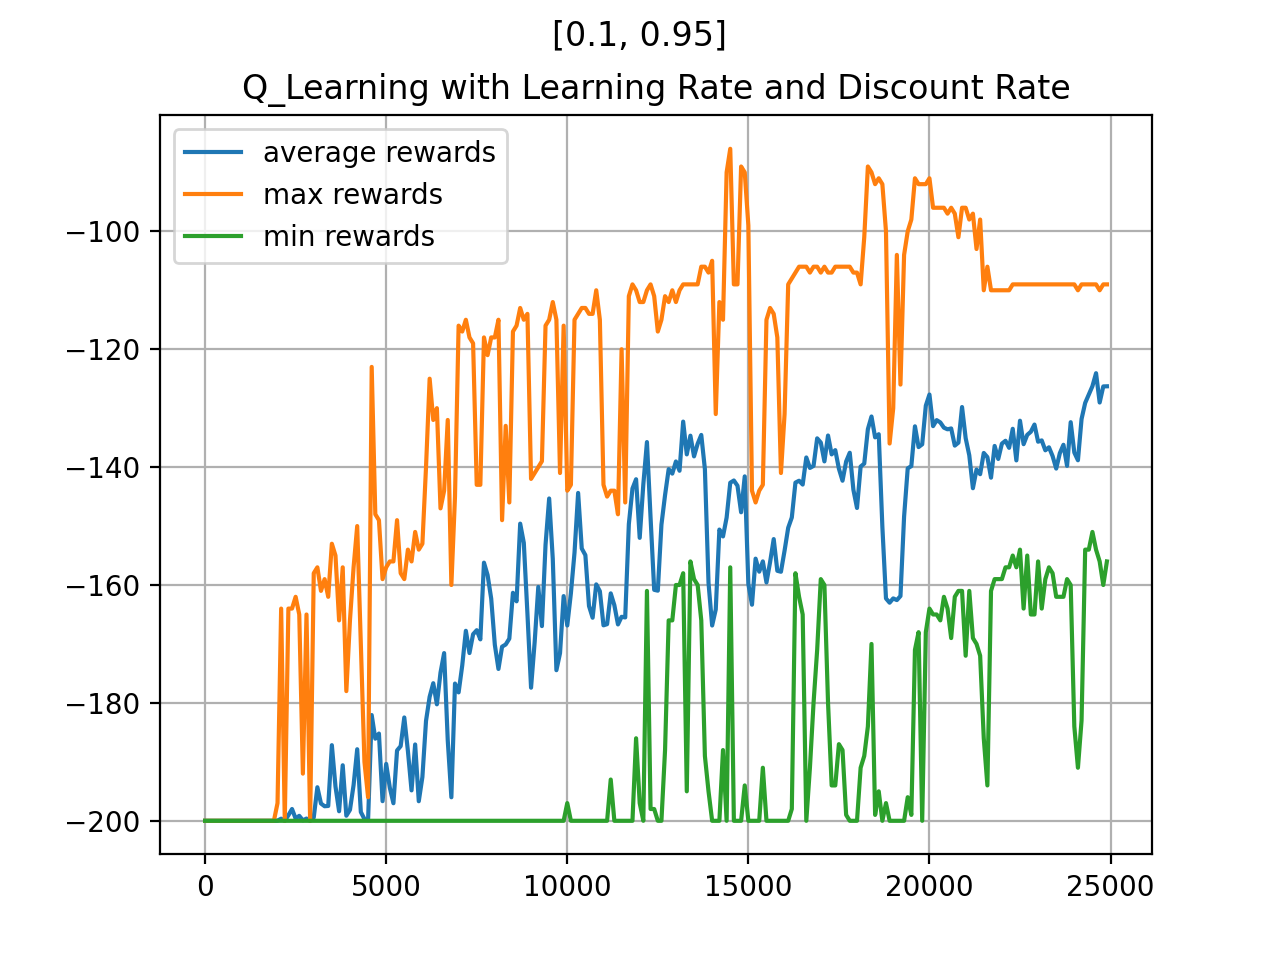 [0.1, 0.95]
Q_Learning with Learning Rate and Discount Rate
average rewards
max rewards
min rewards
−100
−120
−140
−160
−180
−200
0 5000 10000 15000 20000 25000